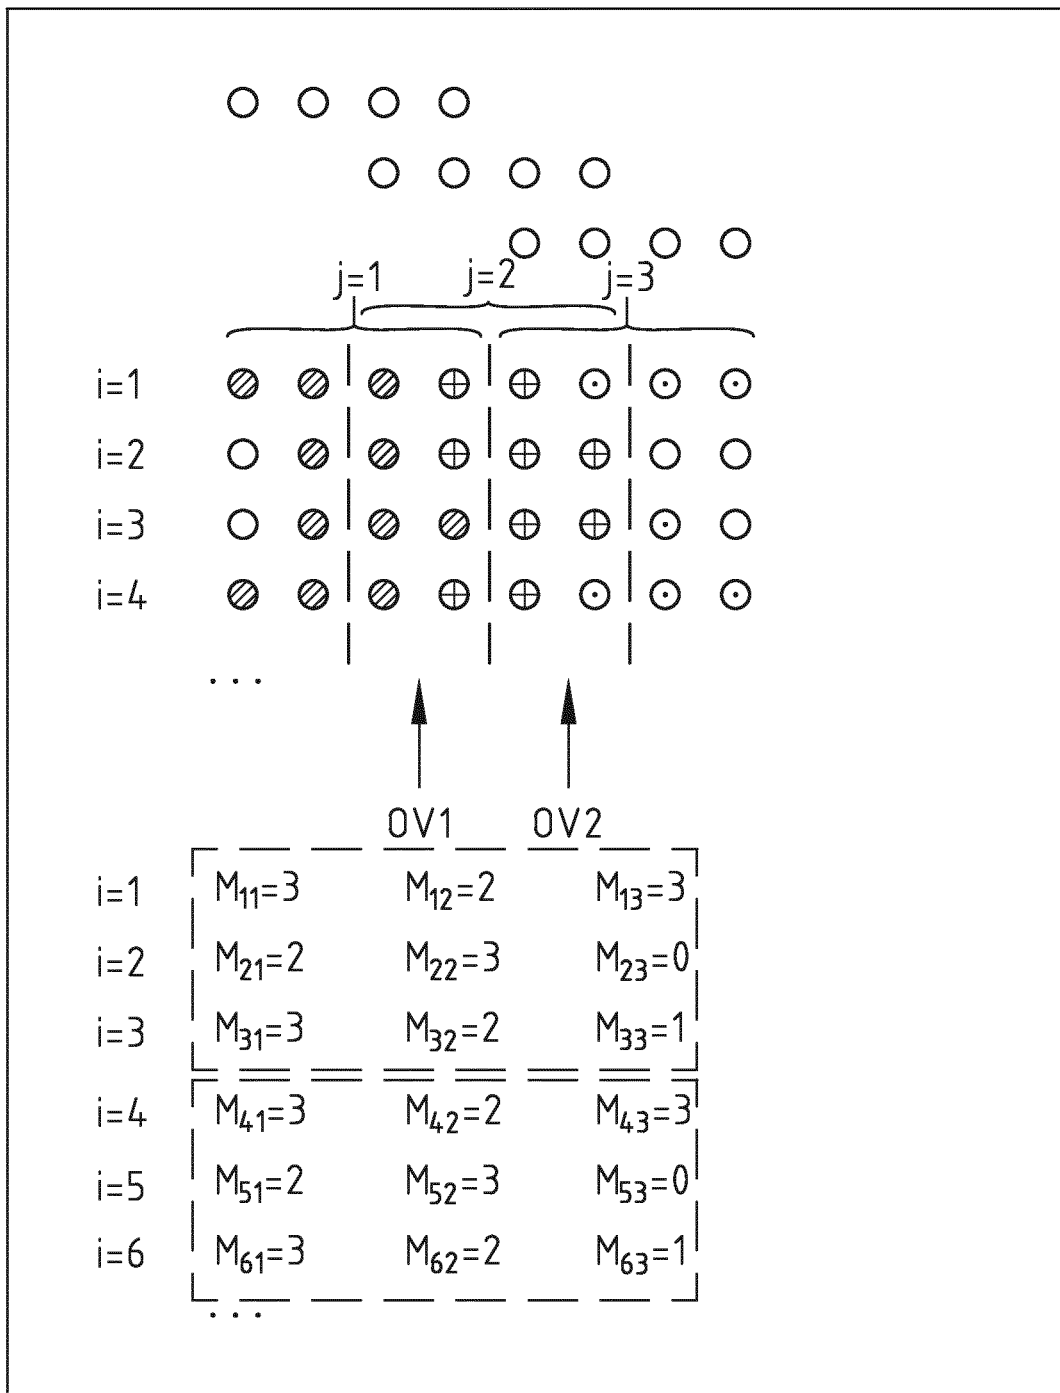 j=1 j=2 j=3
i=1
i=2
i=3
i=4
...
OV1 OV2
i=1 M11=3 M12=2 M13=3
i=2 M21=2 M22=3 M23=0
i=3 M31=3 M32=2 M33=1
i=4 M41=3 M42=2 M43=3
i=5 M51=2 M52=3 M53=0
i=6 M61=3 M62=2 M63=1
...